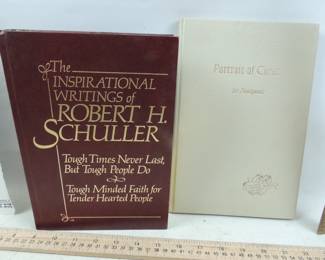 The
INSPIRATIONAL
WRITINGS of
ROBERT H.
SCHULLER
Tough Times Never Last,
But Tough People Do
Tough Minded Faith for
Tender Hearted People
Portrait of